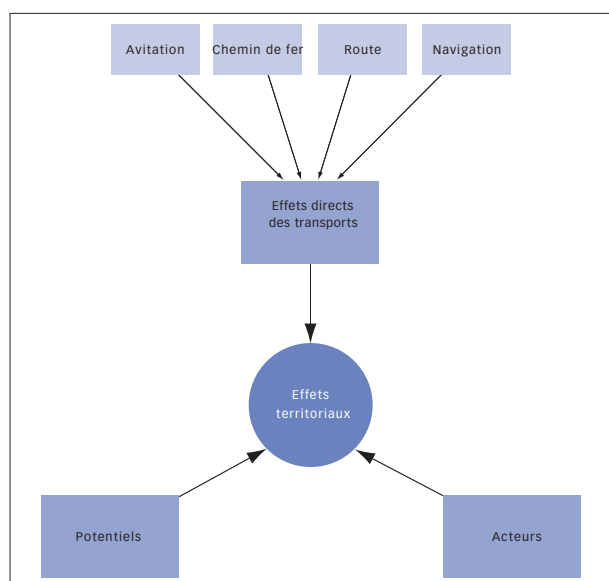 Avitation
Chemin de fer
Route
Navigation
Effets directs
des transports
Effets
territoriaux
Potentiels
Acteurs